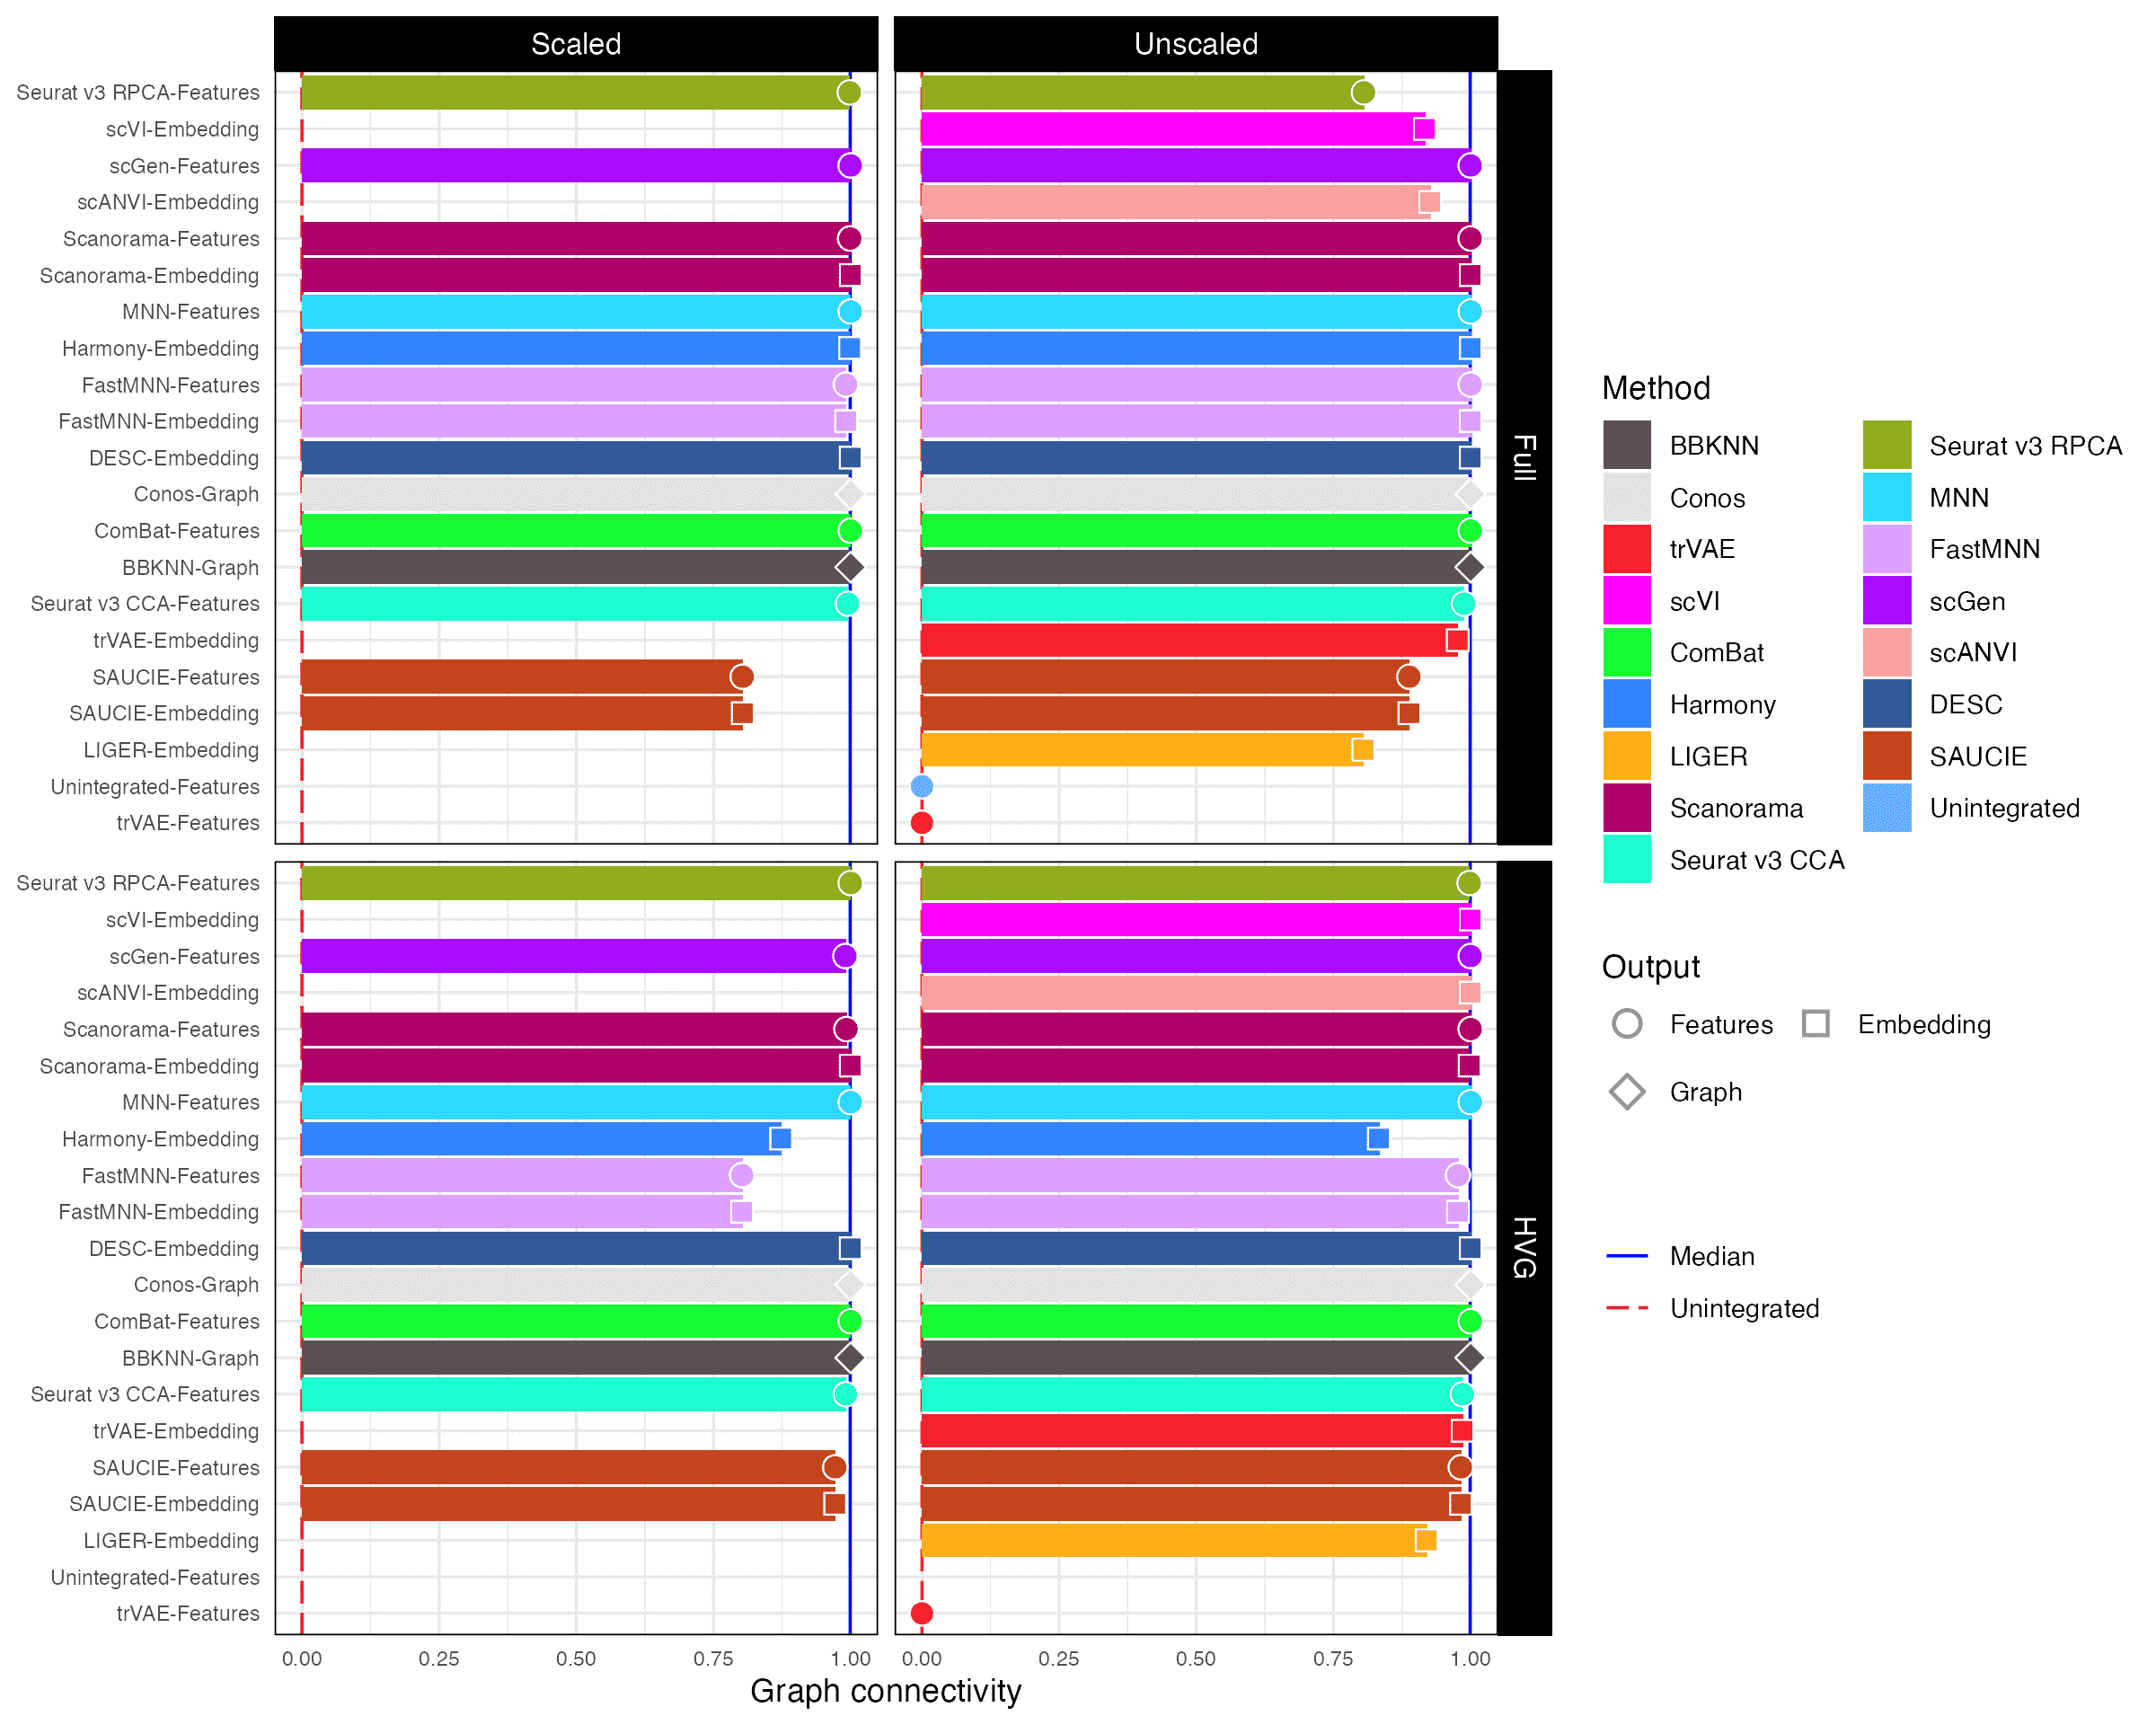 Scaled
Unscaled
Seurat v3 RPCA-Features
scVI-Embedding
scGen-Features
scANVI-Embedding
Scanorama-Features
Scanorama-Embedding
MNN-Features
Harmony-Embedding
FastMNN-Features
FastMNN-Embedding
DESC-Embedding
Conos-Graph
ComBat-Features
BBKNN-Graph
Seurat v3 CCA-Features
trVAE-Embedding
SAUCIE-Features
SAUCIE-Embedding
LIGER-Embedding
Unintegrated-Features
trVAE-Features
Full
Seurat v3 RPCA-Features
scVI-Embedding
scGen-Features
scANVI-Embedding
Scanorama-Features
Scanorama-Embedding
MNN-Features
Harmony-Embedding
FastMNN-Features
FastMNN-Embedding
DESC-Embedding
Conos-Graph
ComBat-Features
BBKNN-Graph
Seurat v3 CCA-Features
trVAE-Embedding
SAUCIE-Features
SAUCIE-Embedding
LIGER-Embedding
Unintegrated-Features
trVAE-Features
HVG
0.00 0.25 0.50 0.75 1.00
0.00 0.25 0.50 0.75 1.00
Graph connectivity
Method
BBKNN
Conos
trVAE
scVI
ComBat
Harmony
LIGER
Scanorama
Seurat v3 CCA
Seurat v3 RPCA
MNN
FastMNN
scGen
scANVI
DESC
SAUCIE
Unintegrated
Output
Features
Embedding
Graph
Median
Unintegrated